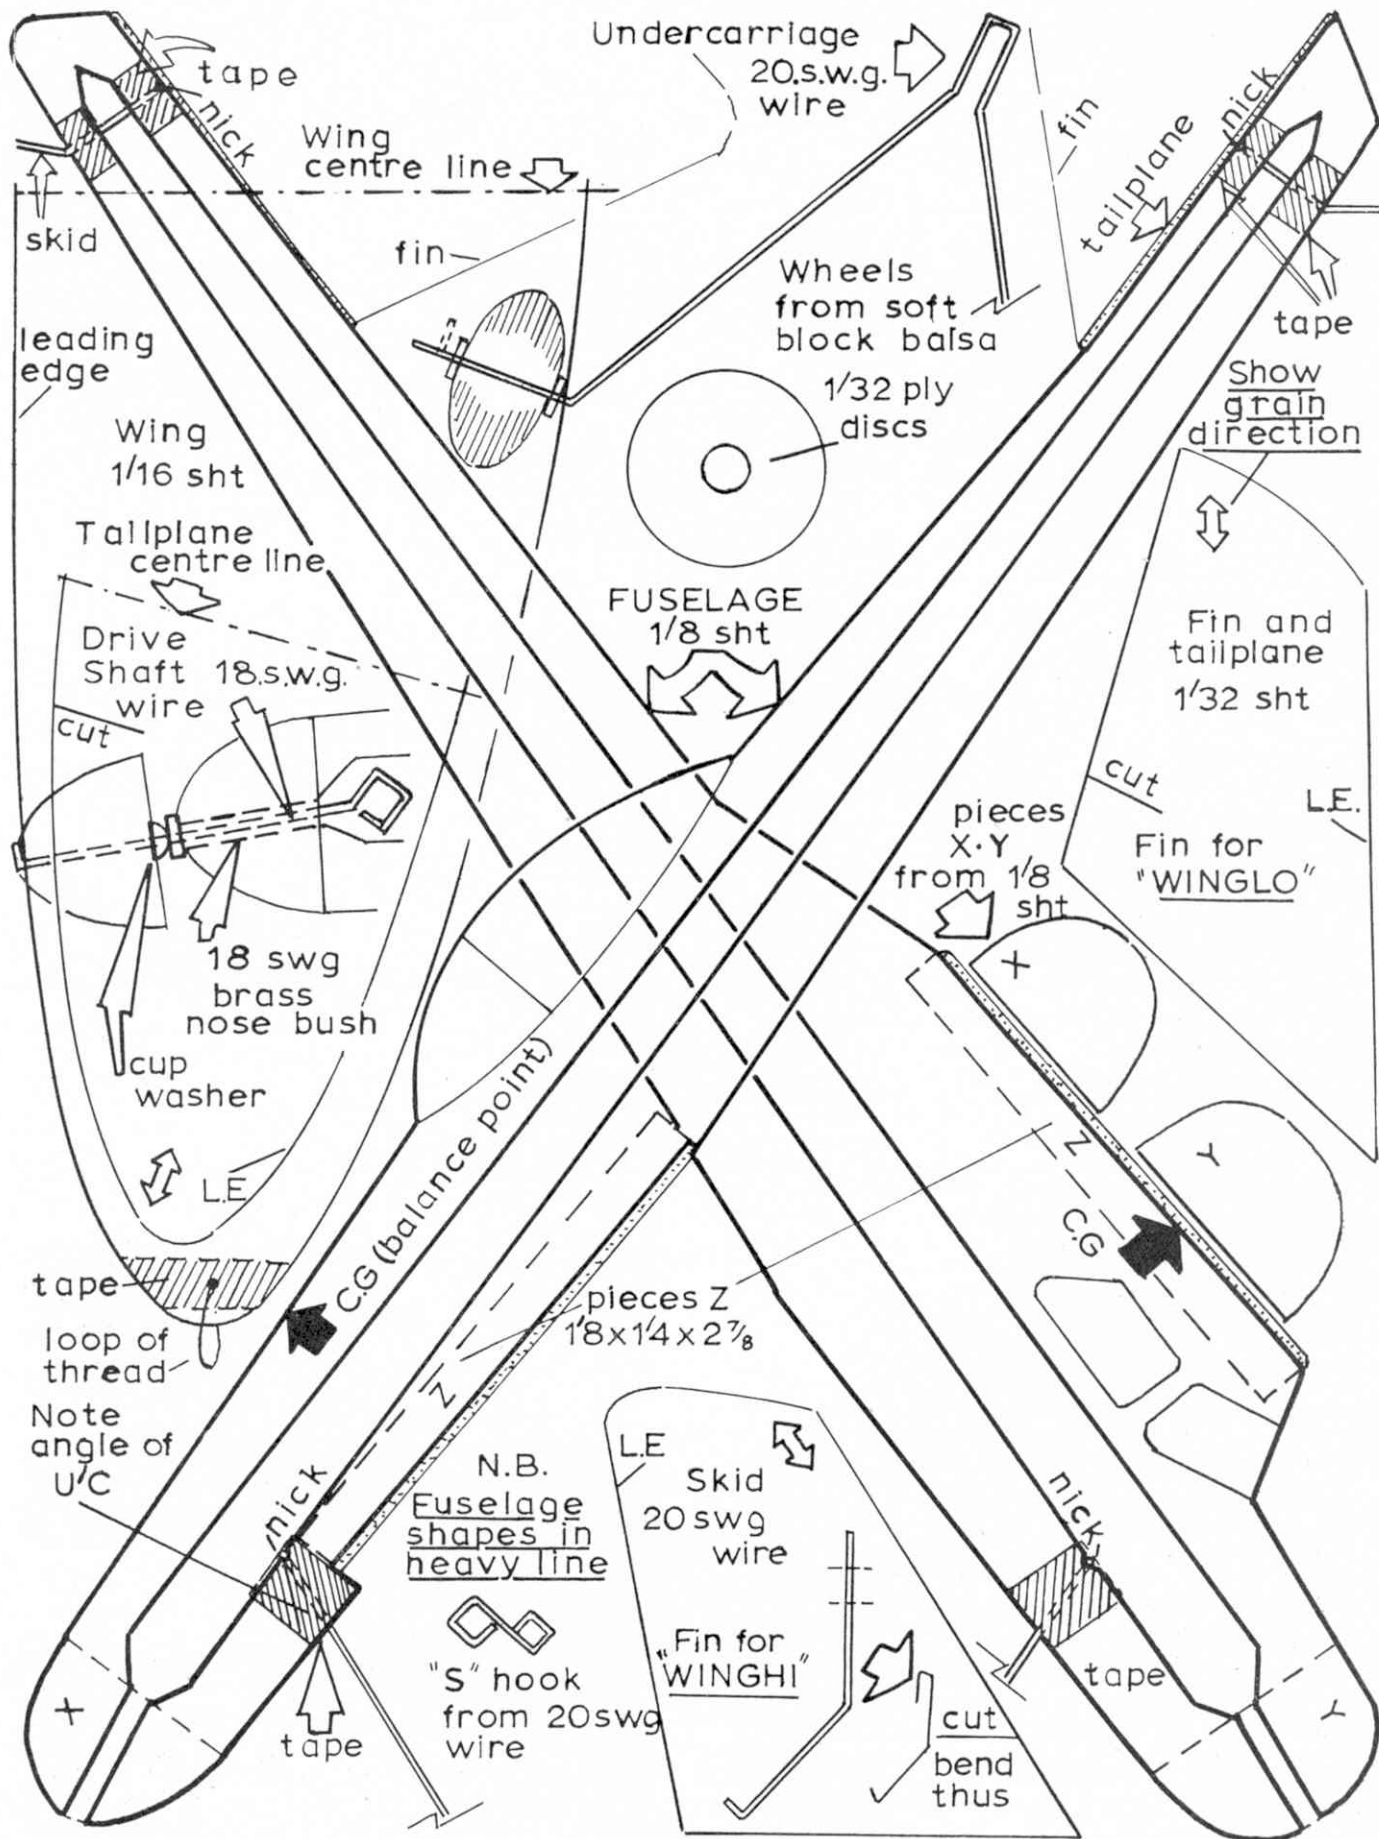 Undercarriage
20.s.w.g.
wire
tape
nick
Wing
centre line
skid
fin
fin
tailplane
nick
tape
leading
edge
Wheels
from soft
block balsa
1/32 ply
discs
Show
grain
direction
Wing
1/16 sht
Tailplane
centre line
FUSELAGE
1/8 sht
Drive
Shaft 18.s.w.g.
wire
cut
Fin and
tailplane
1/32 sht
cut
L.E.
Fin for
"WINGLO"
pieces
X·Y
from 1/8
sht
X
18 swg
brass
nose bush
cup
washer
L.E
C.G (balance point)
Z
Y
C.G
tape
loop of
thread
pieces Z
1'8x1'4x2⅞
Z
Note
angle of
U'C
nick
N.B.
Fuselage
shapes in
heavy line
"S" hook
from 20swg
wire
L.E
Skid
20 swg
wire
"Fin for
WINGHI"
cut
bend
thus
nick
tape
X
tape
Y